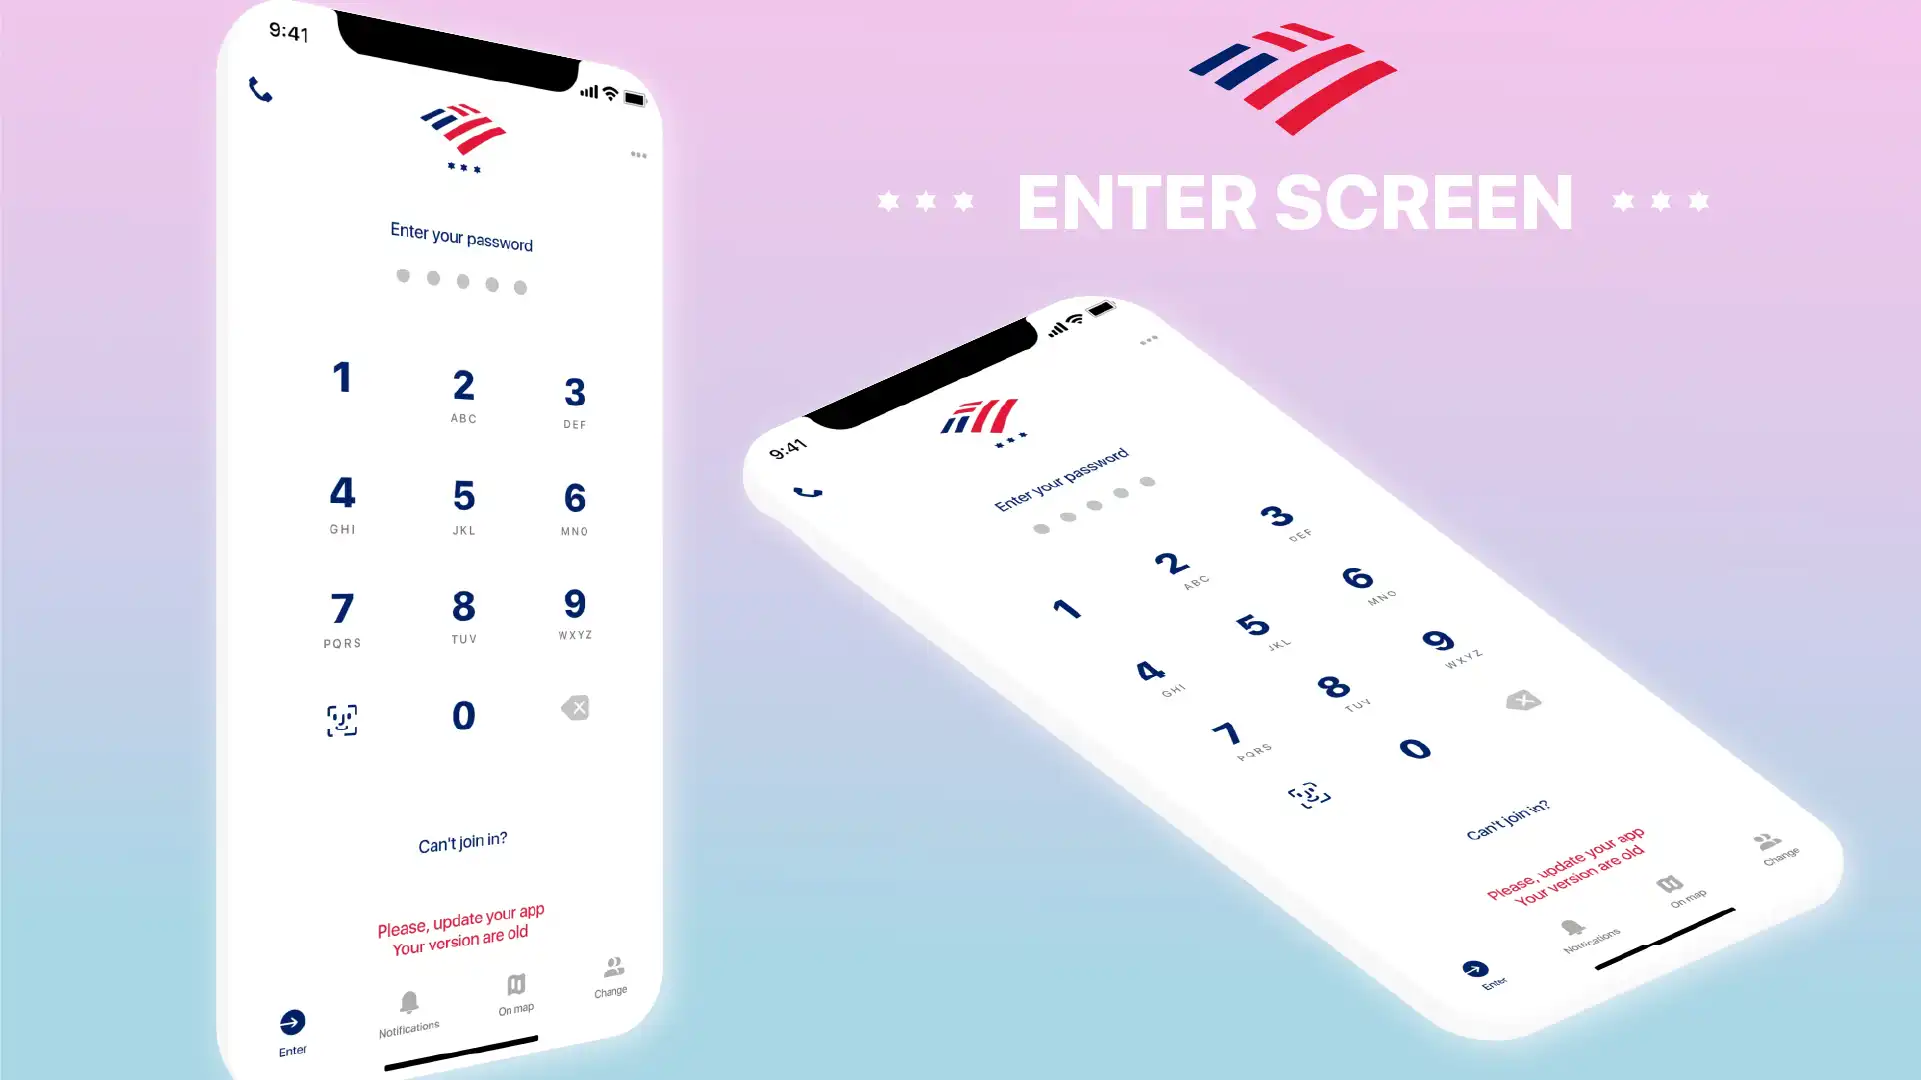 9:41
Enter your password
1
2
3
ABC
DEF
4
5
6
GHI
JKL
MNO
7
8
9
PQRS
TUV
WXYZ
0
Can't join in?
Please, update your app
Your version are old
Enter
Notifications
On map
Change
ENTER SCREEN
9:41
Enter your password
1
2
ABC
3
DEF
4
GHI
5
JKL
6
MNO
7
PQRS
8
TUV
9
WXYZ
0
Can't join in?
Please, update your app
Your version are old
Enter
Notifications
On map
Change